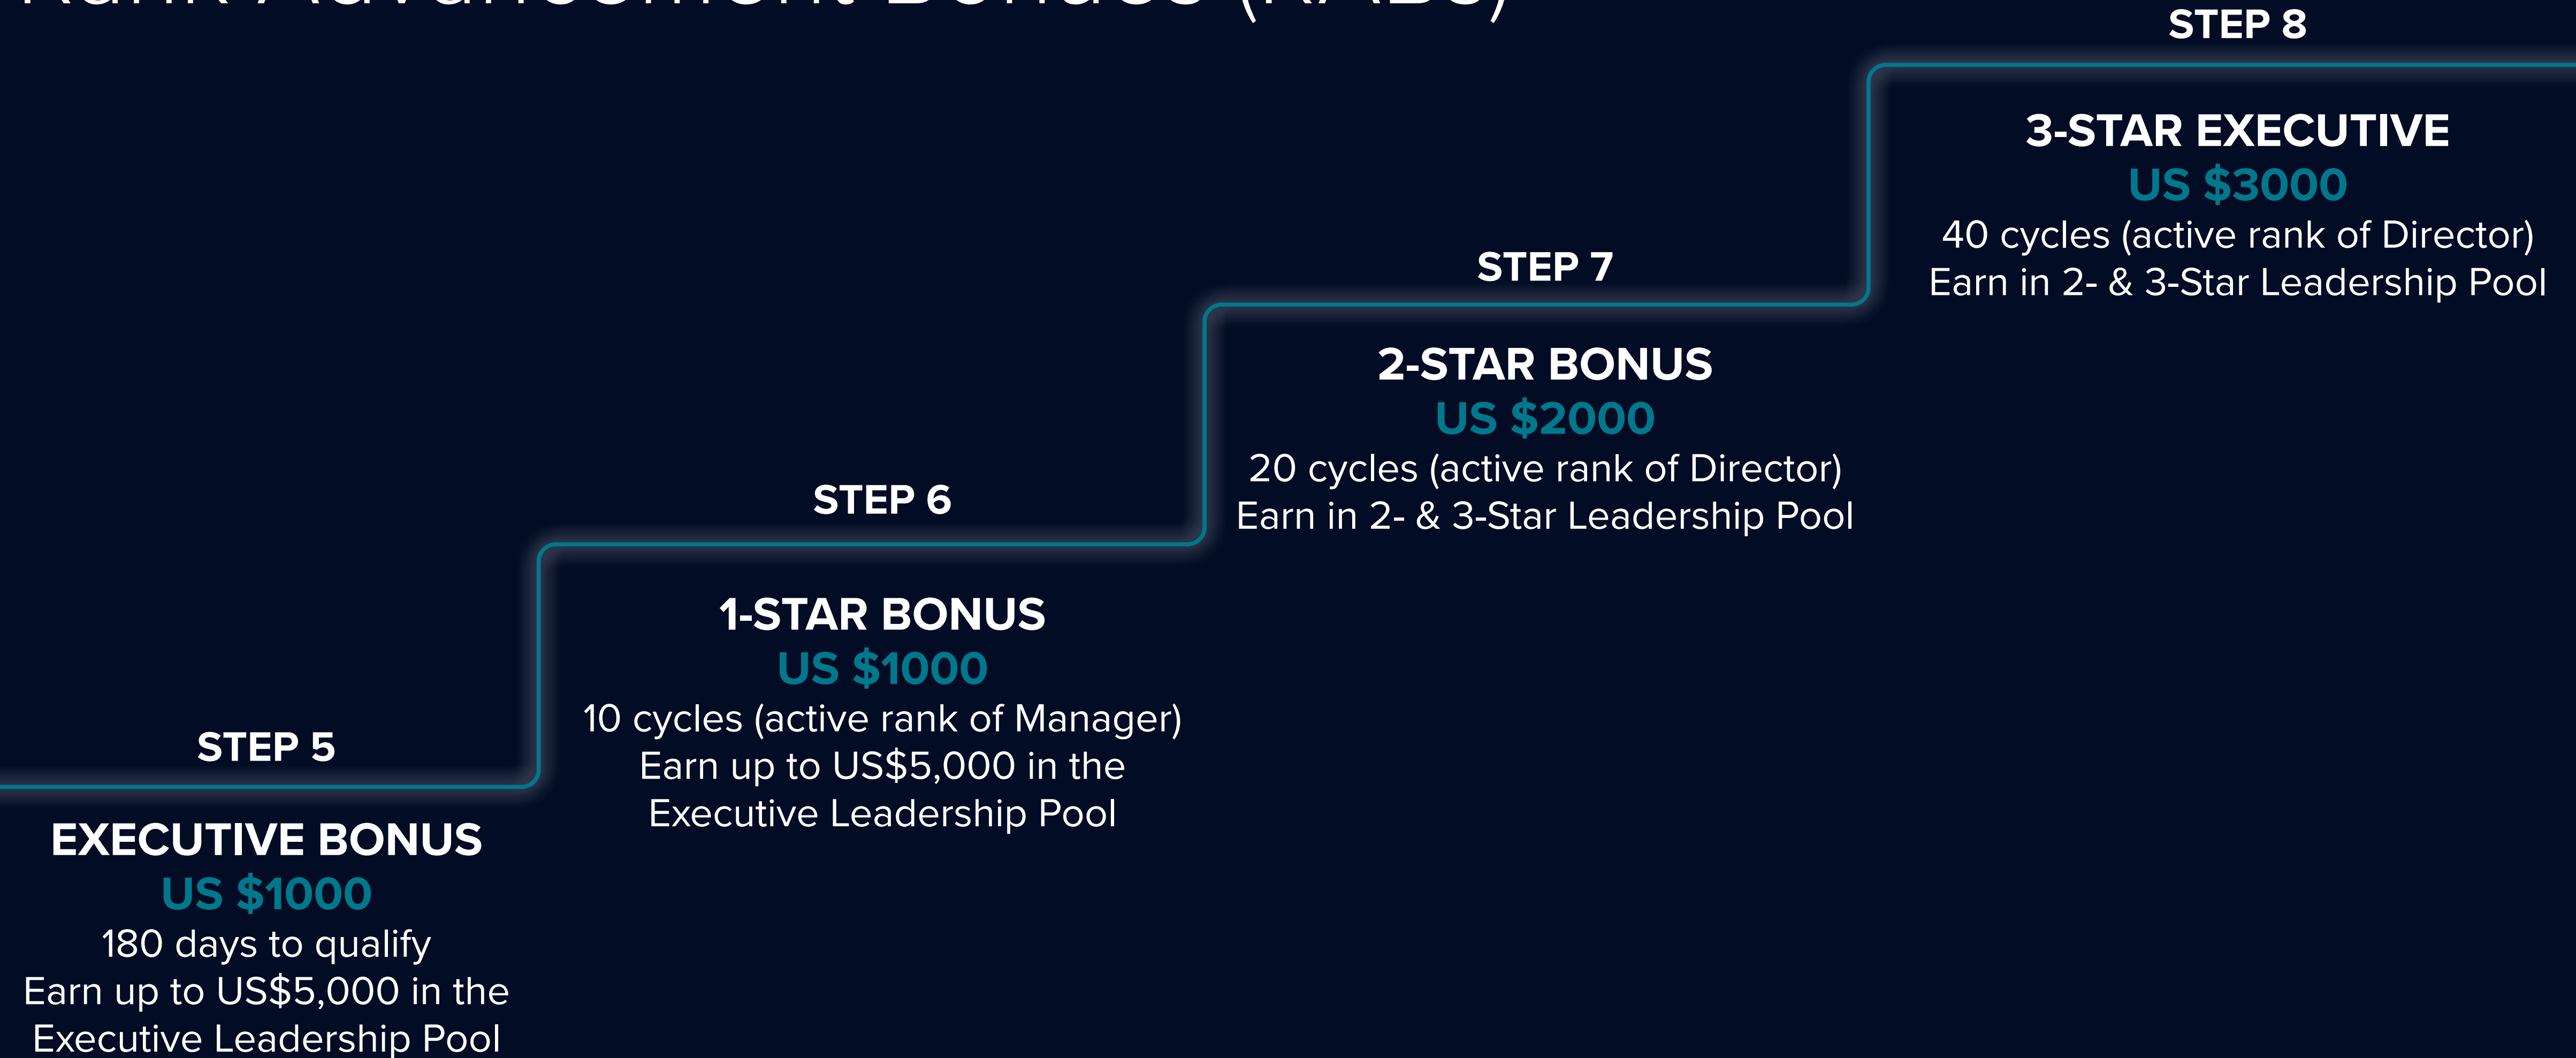 Rank Advancement Bonuses (RABs)
STEP 5
EXECUTIVE BONUS
US $1000
180 days to qualify
Earn up to US$5,000 in the
Executive Leadership Pool
STEP 6
1-STAR BONUS
US $1000
10 cycles (active rank of Manager)
Earn up to US$5,000 in the
Executive Leadership Pool
STEP 7
2-STAR BONUS
US $2000
20 cycles (active rank of Director)
Earn in 2- & 3-Star Leadership Pool
STEP 8
3-STAR EXECUTIVE
US $3000
40 cycles (active rank of Director)
Earn in 2- & 3-Star Leadership Pool